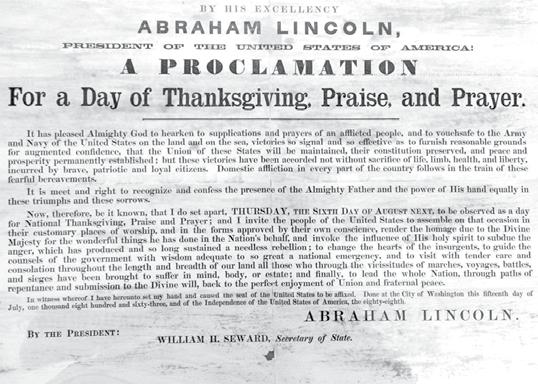 BY HIS EXCELLENCY
ABRAHAM LINCOLN,
PRESIDENT OF THE UNITED STATES OF AMERICA:
A PROCLAMATION
For a Day of Thanksgiving, Praise, and Prayer.
It has pleased Almighty God to hearken to supplications and prayers of an afflicted people, and to vouchsafe to the Army
and Navy of the United States on the land and on the sea, victories so signal and so effective as to furnish reasonable grounds
for augmented confidence, that the Union of these States will be maintained, their constitution preserved, and peace and
prosperity permanently established; but these victories have been accorded not without sacrifice of life, limb, health, and liberty,
incurred by brave, patriotic and loyal citizens. Domestic affliction in every part of the country follows in the train of these
fearful bereavements.
It is meet and right to recognize and confess the presence of the Almighty Father and the power of His hand equally in
these triumphs and these sorrows.
Now, therefore, be it known, that I do set apart, THURSDAY, THE SIXTH DAY OF AUGUST NEXT, to be observed as a day
for National Thanksgiving, Praise and Prayer; and I invite the people of the United States to assemble on that occasion in
their customary places of worship, and in the forms approved by their own conscience, render the homage due to the Divine
Majesty for the wonderful things he has done in the Nation's behalf, and invoke the influence of His holy spirit to subdue the
anger, which has produced and so long sustained a needless rebellion; to change the hearts of the insurgents, to guide the
counsels of the government with wisdom adequate to so great a national emergency, and to visit with tender care and
consolation throughout the length and breadth of our land all those who through the vicissitudes of marches, voyages, battles,
and sieges have been brought to suffer in mind, body, or estate; and finally, to lead the whole Nation, through paths of
repentance and submission to the Divine will, back to the perfect enjoyment of Union and fraternal peace.
In witness whereof I have hereunto set my hand and caused the seal of the United States to be affixed. Done at the City of Washington this fifteenth day of
July, one thousand eight hundred and sixty-three, and of the Independence of the United States of America, the eighty-eighth.
ABRAHAM LINCOLN.
BY THE PRESIDENT:
WILLIAM H. SEWARD, Secretary of State.